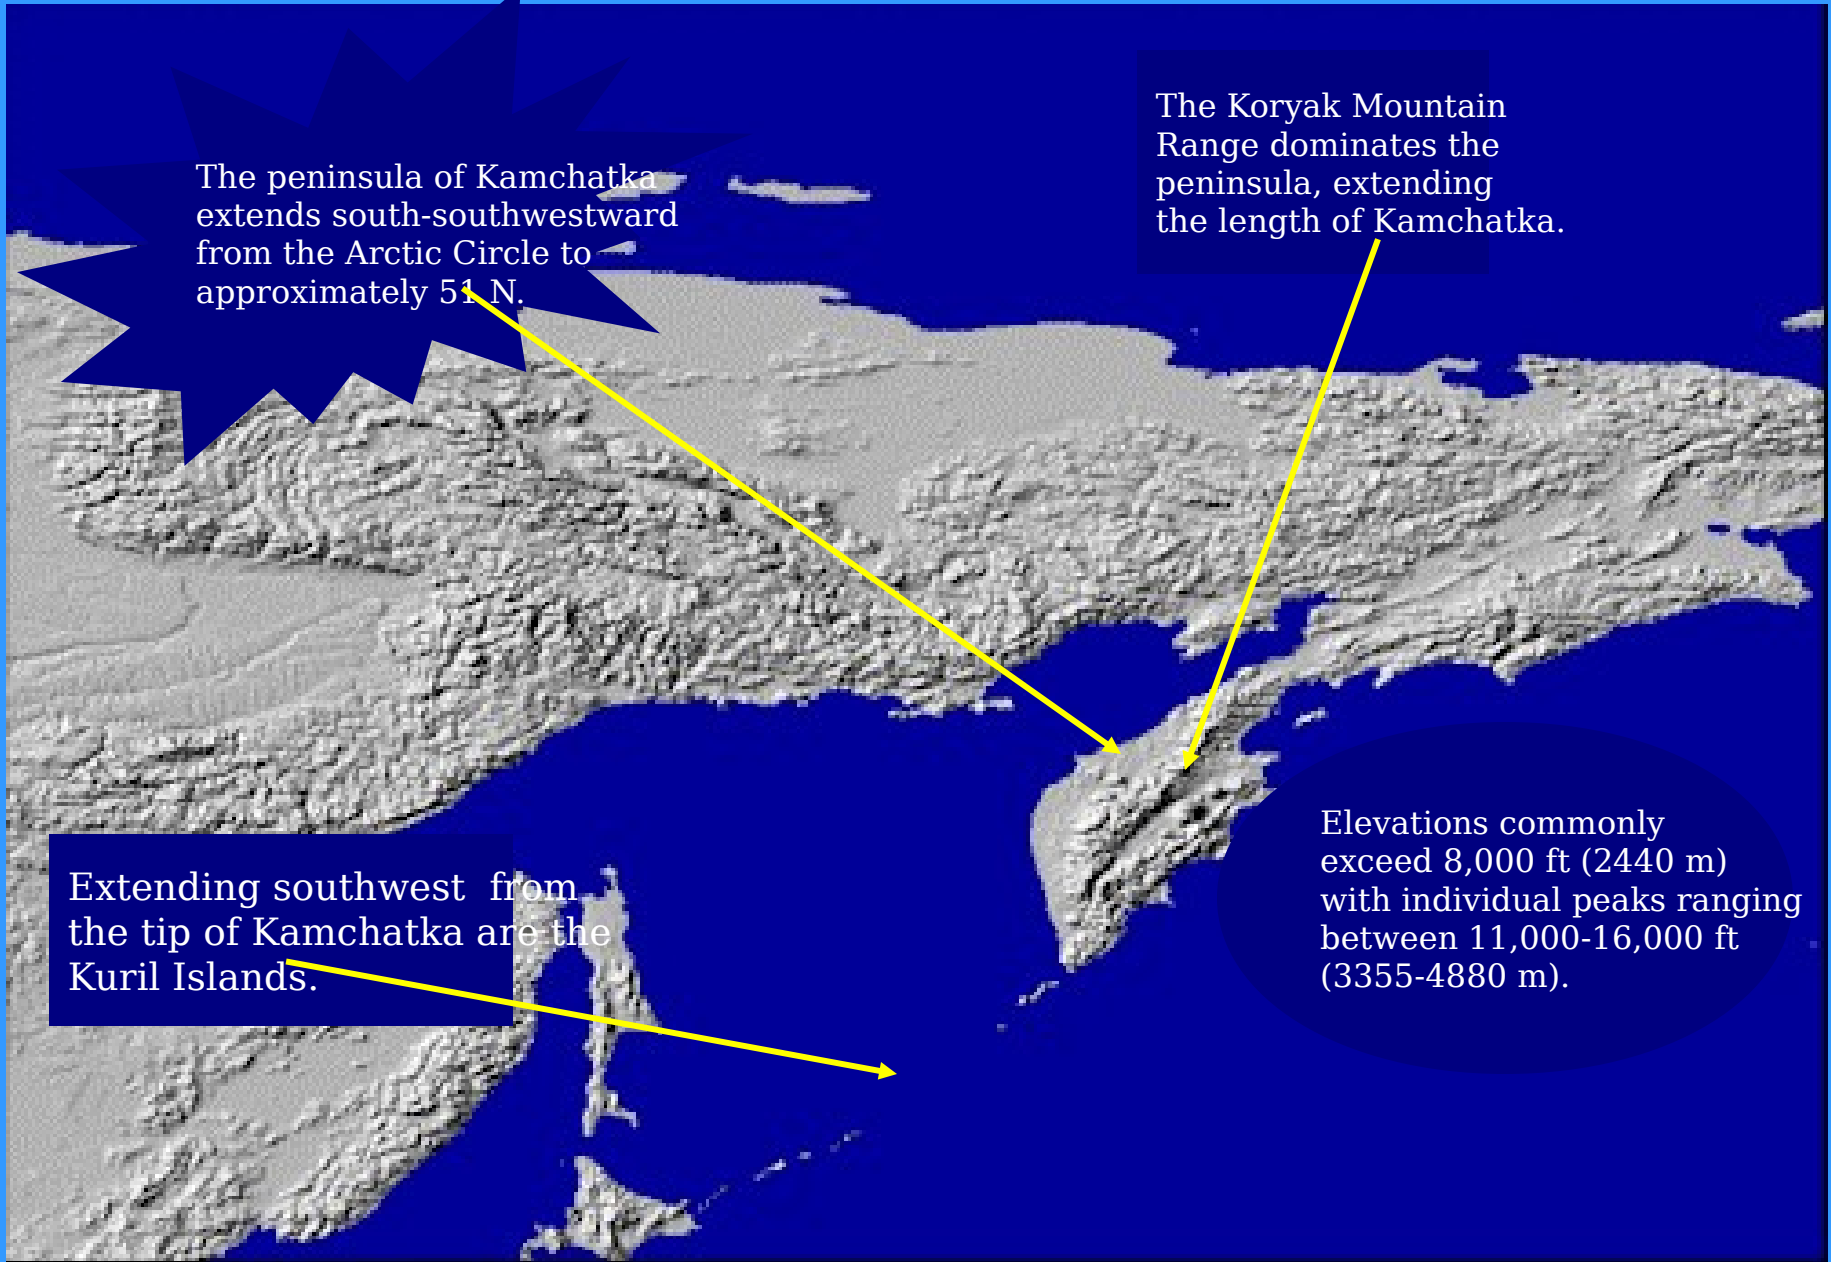 The peninsula of Kamchatka
extends south-southwestward
from the Arctic Circle to
approximately 51 N.
The Koryak Mountain
Range dominates the
peninsula, extending
the length of Kamchatka.
Elevations commonly
exceed 8,000 ft (2440 m)
with individual peaks ranging
between 11,000-16,000 ft
(3355-4880 m).
Extending southwest  from
the tip of Kamchatka are the
Kuril Islands.